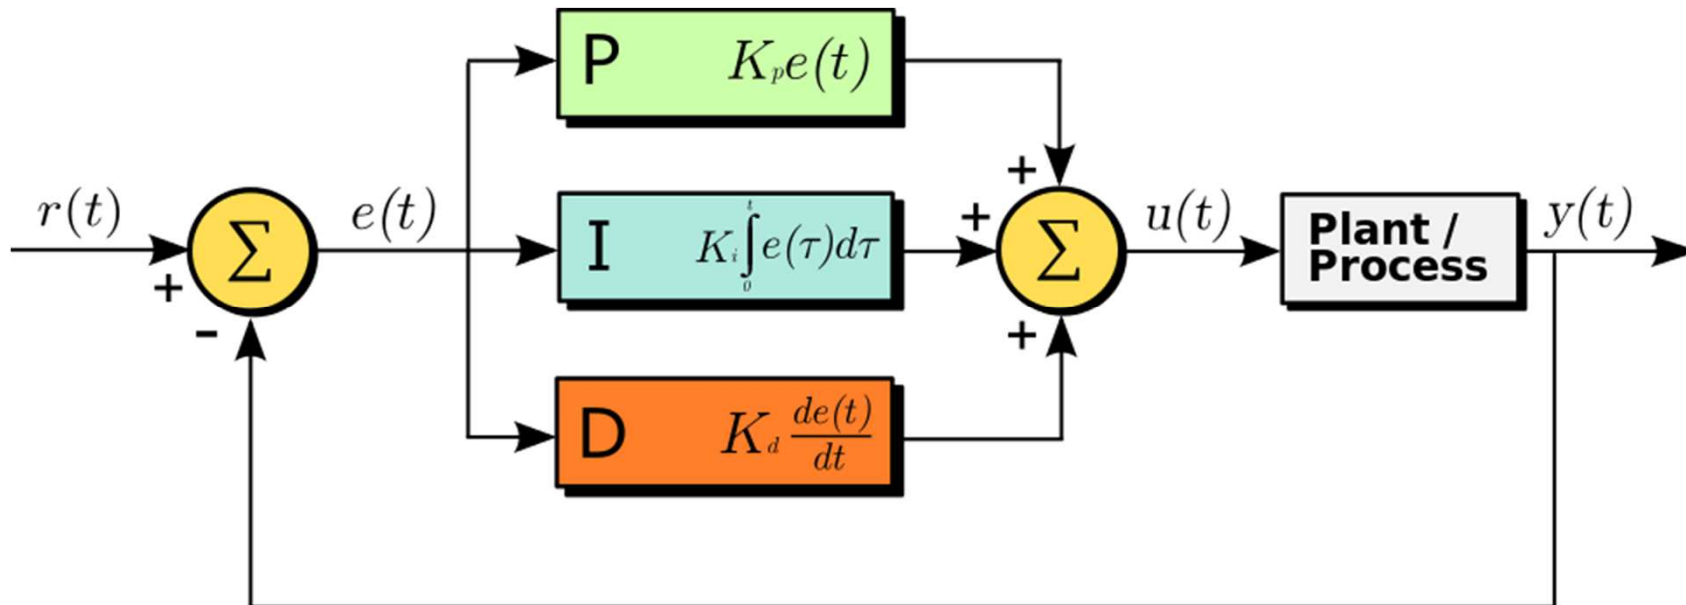 P K_p e(t)
r(t) + - Σ e(t)
I K_i ∫_0^t e(τ)dτ
+ + + Σ u(t)
Plant /
Process
y(t)
D K_d de(t)/dt